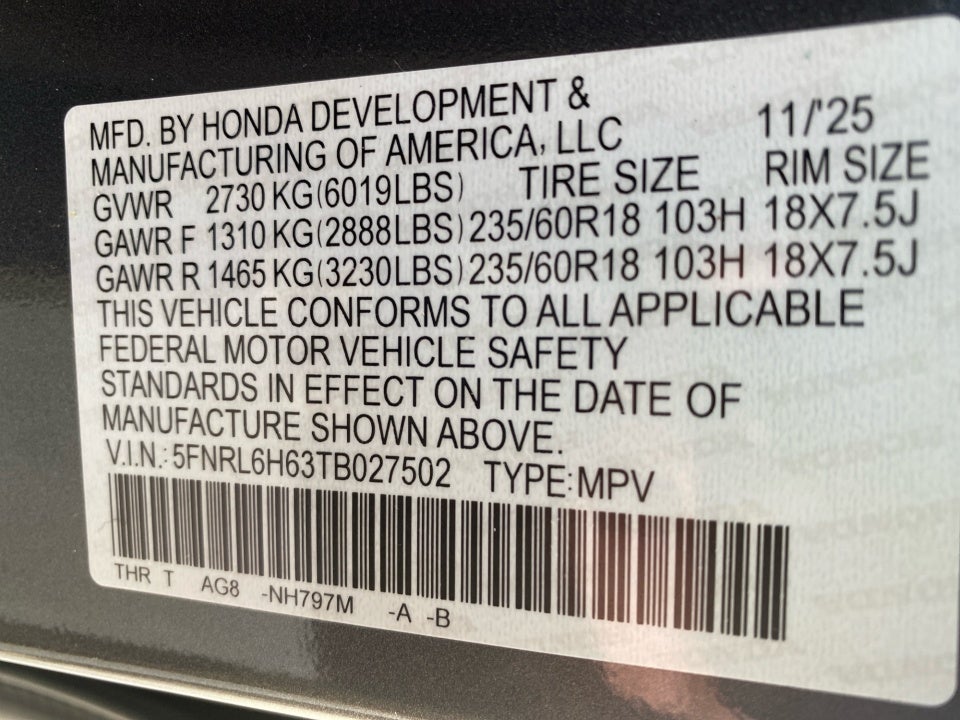 MFD. BY HONDA DEVELOPMENT &
MANUFACTURING OF AMERICA, LLC 11/'25
GVWR 2730 KG(6019LBS) TIRE SIZE RIM SIZE
GAWR F 1310 KG(2888LBS) 235/60R18 103H 18X7.5J
GAWR R 1465 KG(3230LBS) 235/60R18 103H 18X7.5J
THIS VEHICLE CONFORMS TO ALL APPLICABLE
FEDERAL MOTOR VEHICLE SAFETY
STANDARDS IN EFFECT ON THE DATE OF
MANUFACTURE SHOWN ABOVE.
V.I.N.: 5FNRL6H63TB027502 TYPE:MPV
THR T AG8 -NH797M -A -B